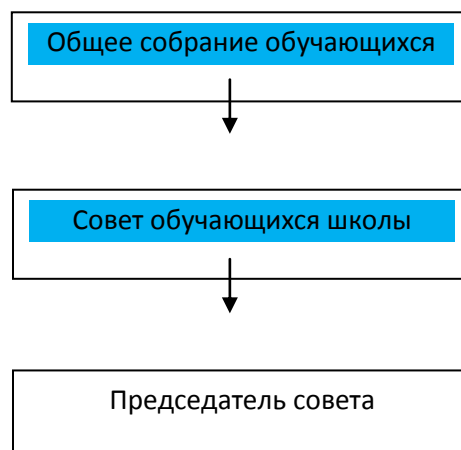 Общее собрание обучающихся
Совет обучающихся школы
Председатель совета